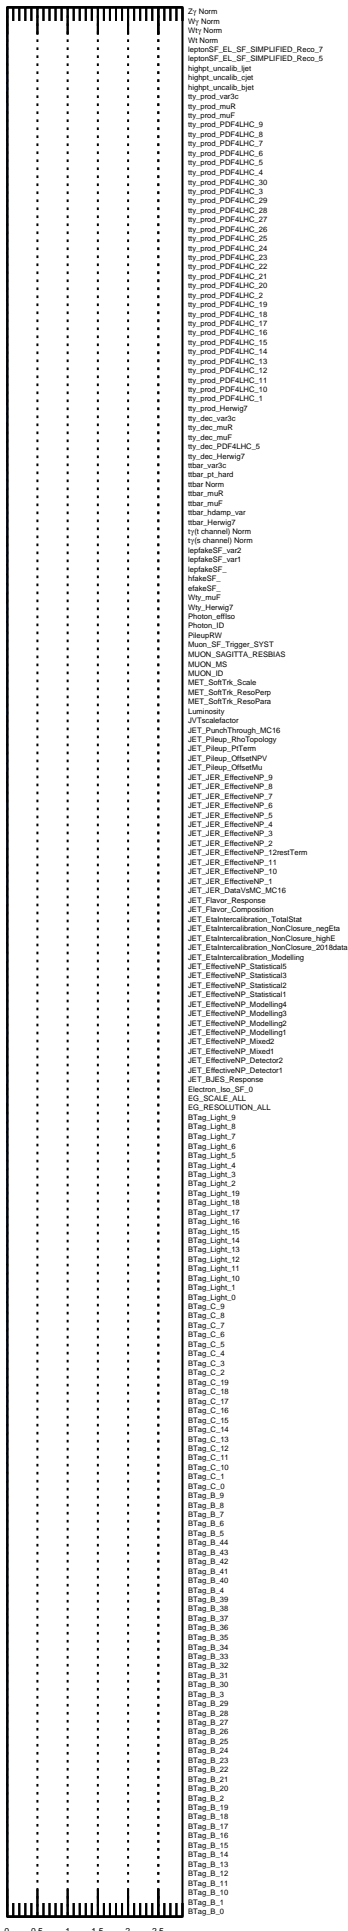 Zγ Norm
Wγ Norm
Wtγ Norm
Wt Norm
leptonSF_EL_SF_SIMPLIFIED_Reco_7
leptonSF_EL_SF_SIMPLIFIED_Reco_5
highpt_uncalib_ljet
highpt_uncalib_cjet
highpt_uncalib_bjet
tty_prod_var3c
tty_prod_muR
tty_prod_muF
tty_prod_PDF4LHC_9
tty_prod_PDF4LHC_8
tty_prod_PDF4LHC_7
tty_prod_PDF4LHC_6
tty_prod_PDF4LHC_5
tty_prod_PDF4LHC_4
tty_prod_PDF4LHC_30
tty_prod_PDF4LHC_3
tty_prod_PDF4LHC_29
tty_prod_PDF4LHC_28
tty_prod_PDF4LHC_27
tty_prod_PDF4LHC_26
tty_prod_PDF4LHC_25
tty_prod_PDF4LHC_24
tty_prod_PDF4LHC_23
tty_prod_PDF4LHC_22
tty_prod_PDF4LHC_21
tty_prod_PDF4LHC_20
tty_prod_PDF4LHC_2
tty_prod_PDF4LHC_19
tty_prod_PDF4LHC_18
tty_prod_PDF4LHC_17
tty_prod_PDF4LHC_16
tty_prod_PDF4LHC_15
tty_prod_PDF4LHC_14
tty_prod_PDF4LHC_13
tty_prod_PDF4LHC_12
tty_prod_PDF4LHC_11
tty_prod_PDF4LHC_10
tty_prod_PDF4LHC_1
tty_prod_Herwig7
tty_dec_var3c
tty_dec_muR
tty_dec_muF
tty_dec_PDF4LHC_5
tty_dec_Herwig7
ttbar_var3c
ttbar_pt_hard
ttbar Norm
ttbar_muR
ttbar_muF
ttbar_hdamp_var
ttbar_Herwig7
tγ(t channel) Norm
tγ(s channel) Norm
lepfakeSF_var2
lepfakeSF_var1
lepfakeSF_
hfakeSF_
efakeSF_
Wty_muF
Wty_Herwig7
Photon_effIso
Photon_ID
PileupRW
Muon_SF_Trigger_SYST
MUON_SAGITTA_RESBIAS
MUON_MS
MUON_ID
MET_SoftTrk_Scale
MET_SoftTrk_ResoPerp
MET_SoftTrk_ResoPara
Luminosity
JVTscalefactor
JET_PunchThrough_MC16
JET_Pileup_RhoTopology
JET_Pileup_PtTerm
JET_Pileup_OffsetNPV
JET_Pileup_OffsetMu
JET_JER_EffectiveNP_9
JET_JER_EffectiveNP_8
JET_JER_EffectiveNP_7
JET_JER_EffectiveNP_6
JET_JER_EffectiveNP_5
JET_JER_EffectiveNP_4
JET_JER_EffectiveNP_3
JET_JER_EffectiveNP_2
JET_JER_EffectiveNP_12restTerm
JET_JER_EffectiveNP_11
JET_JER_EffectiveNP_10
JET_JER_EffectiveNP_1
JET_JER_DataVsMC_MC16
JET_Flavor_Response
JET_Flavor_Composition
JET_EtaIntercalibration_TotalStat
JET_EtaIntercalibration_NonClosure_negEta
JET_EtaIntercalibration_NonClosure_highE
JET_EtaIntercalibration_NonClosure_2018data
JET_EtaIntercalibration_Modelling
JET_EffectiveNP_Statistical5
JET_EffectiveNP_Statistical3
JET_EffectiveNP_Statistical2
JET_EffectiveNP_Statistical1
JET_EffectiveNP_Modelling4
JET_EffectiveNP_Modelling3
JET_EffectiveNP_Modelling2
JET_EffectiveNP_Modelling1
JET_EffectiveNP_Mixed2
JET_EffectiveNP_Mixed1
JET_EffectiveNP_Detector2
JET_EffectiveNP_Detector1
JET_BJES_Response
Electron_Iso_SF_0
EG_SCALE_ALL
EG_RESOLUTION_ALL
BTag_Light_9
BTag_Light_8
BTag_Light_7
BTag_Light_6
BTag_Light_5
BTag_Light_4
BTag_Light_3
BTag_Light_2
BTag_Light_19
BTag_Light_18
BTag_Light_17
BTag_Light_16
BTag_Light_15
BTag_Light_14
BTag_Light_13
BTag_Light_12
BTag_Light_11
BTag_Light_10
BTag_Light_1
BTag_Light_0
BTag_C_9
BTag_C_8
BTag_C_7
BTag_C_6
BTag_C_5
BTag_C_4
BTag_C_3
BTag_C_2
BTag_C_19
BTag_C_18
BTag_C_17
BTag_C_16
BTag_C_15
BTag_C_14
BTag_C_13
BTag_C_12
BTag_C_11
BTag_C_10
BTag_C_1
BTag_C_0
BTag_B_9
BTag_B_8
BTag_B_7
BTag_B_6
BTag_B_5
BTag_B_44
BTag_B_43
BTag_B_42
BTag_B_41
BTag_B_40
BTag_B_4
BTag_B_39
BTag_B_38
BTag_B_37
BTag_B_36
BTag_B_35
BTag_B_34
BTag_B_33
BTag_B_32
BTag_B_31
BTag_B_30
BTag_B_3
BTag_B_29
BTag_B_28
BTag_B_27
BTag_B_26
BTag_B_25
BTag_B_24
BTag_B_23
BTag_B_22
BTag_B_21
BTag_B_20
BTag_B_2
BTag_B_19
BTag_B_18
BTag_B_17
BTag_B_16
BTag_B_15
BTag_B_14
BTag_B_13
BTag_B_12
BTag_B_11
BTag_B_10
BTag_B_1
BTag_B_0
0 0.5 1 1.5 2 2.5